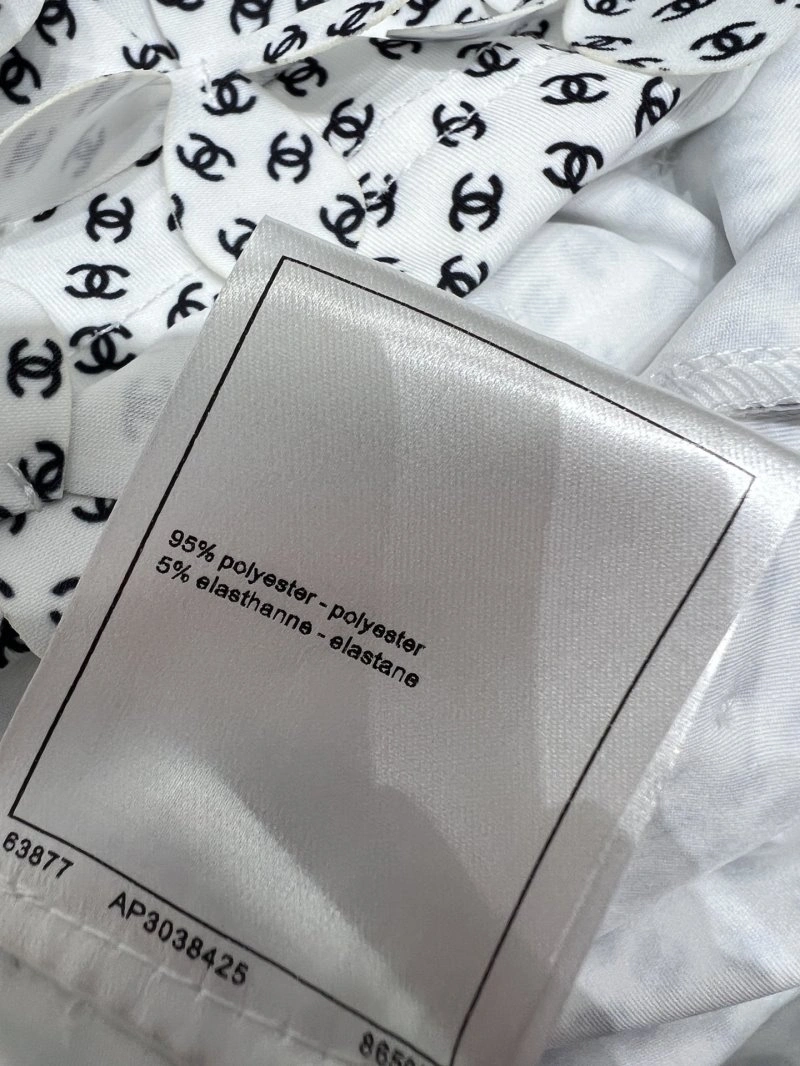 95% polyester - polyester
5% elasthanne - elastane
63877
AP3038425